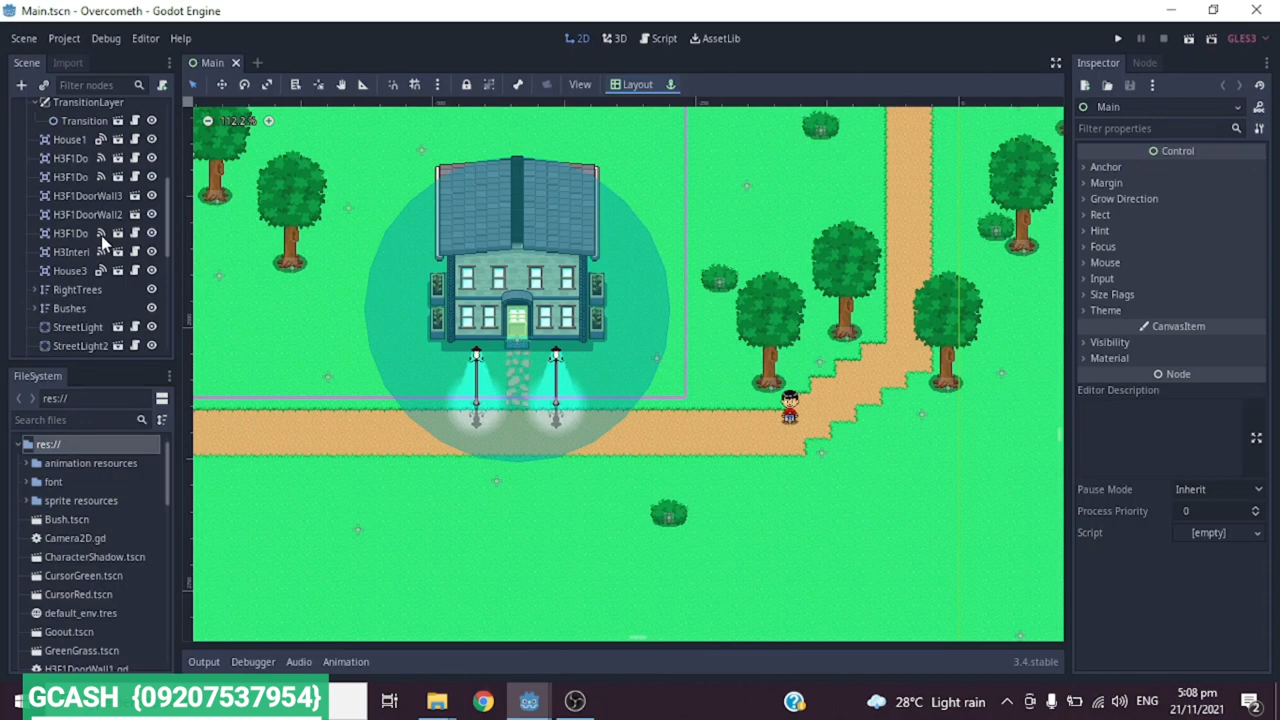 Main.tscn - Overcometh - Godot Engine
Scene Project Debug Editor Help
2D 3D Script AssetLib
GLES3
Scene Import
Filter nodes
TransitionLayer
Transition
House1
H3F1Do
H3F1Do
H3F1DoorWall3
H3F1DoorWall2
H3F1Do
H3Interi
House3
RightTrees
Bushes
StreetLight
StreetLight2
FileSystem
res://
Search files
res://
animation resources
font
sprite resources
Bush.tscn
Camera2D.gd
CharacterShadow.tscn
CursorGreen.tscn
CursorRed.tscn
default_env.tres
Goout.tscn
GreenGrass.tscn
H3F1DoorWall1.gd
Main
View Layout
112.2 %
Output Debugger Audio Animation
3.4.stable
Inspector Node
Main
Filter properties
Control
Anchor
Margin
Grow Direction
Rect
Hint
Focus
Mouse
Input
Size Flags
Theme
CanvasItem
Visibility
Material
Node
Editor Description
Pause Mode Inherit
Process Priority 0
Script [empty]
GCASH {09207537954}
28°C Light rain
ENG
5:08 pm
21/11/2021
2